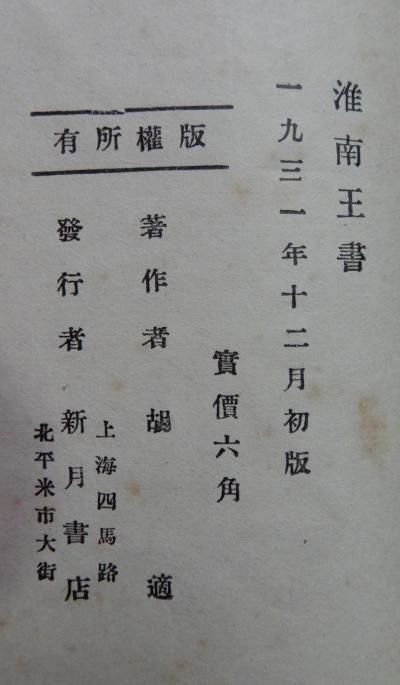 淮南王書
一九三一年十二月初版
實價六角
版權所有
著作者 胡適
發行者 新月書店
上海四馬路
北平米市大街